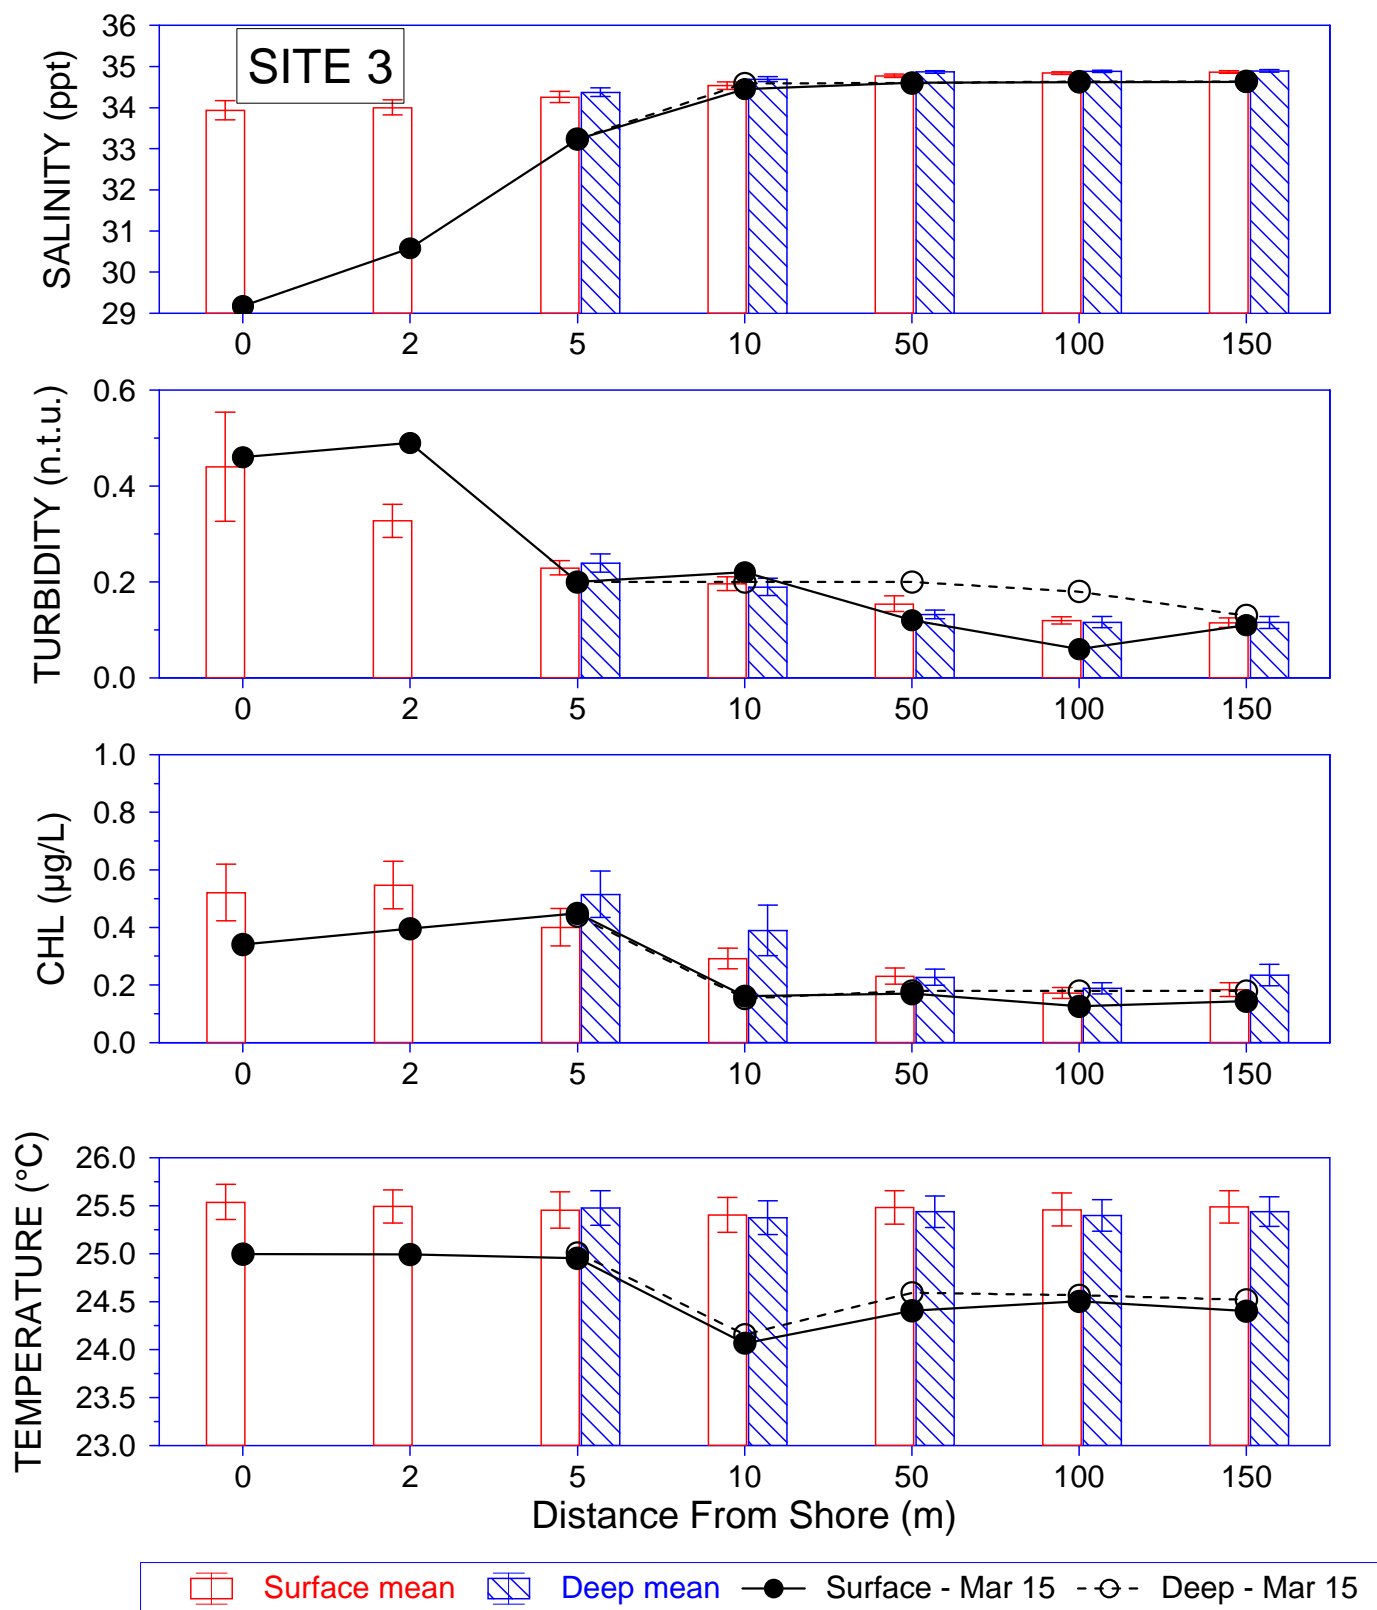 SITE 3
SALINITY (ppt)
36
35
34
33
32
31
30
29
0 2 5 10 50 100 150
TURBIDITY (n.t.u.)
0.6
0.4
0.2
0.0
0 2 5 10 50 100 150
CHL (µg/L)
1.0
0.8
0.6
0.4
0.2
0.0
0 2 5 10 50 100 150
TEMPERATURE (°C)
26.0
25.5
25.0
24.5
24.0
23.5
23.0
0 2 5 10 50 100 150
Distance From Shore (m)
Surface mean Deep mean Surface - Mar 15 Deep - Mar 15